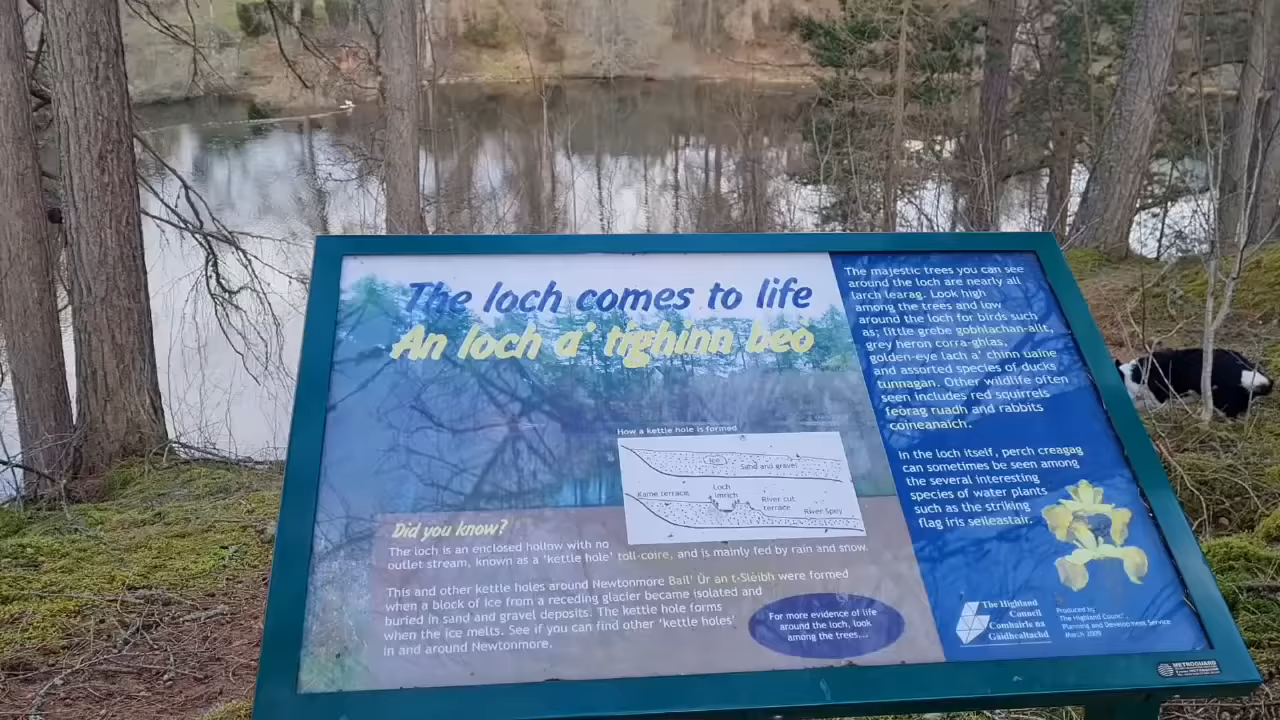 The loch comes to life
An loch a' tighinn beò
How a kettle hole is formed
Ice
Sand and gravel
Kame terrace
Loch
Imrich
River cut
terrace
River Spey
Did you know?
The loch is an enclosed hollow with no
outlet stream, known as a 'kettle hole' toll-coire, and is mainly fed by rain and snow.
This and other kettle holes around Newtonmore Bail' Ùr an t-Slèibh were formed
when a block of ice from a receding glacier became isolated and
buried in sand and gravel deposits. The kettle hole forms
when the ice melts. See if you can find other 'kettle holes'
in and around Newtonmore.
For more evidence of life
around the loch, look
among the trees...
The majestic trees you can see
around the loch are nearly all
larch learag. Look high
among the trees and low
around the loch for birds such
as; little grebe gobhlachan-allt,
grey heron corra-ghlas,
golden-eye lach a' chinn uaine
and assorted species of ducks
tunnagan. Other wildlife often
seen includes red squirrels
feorag ruadh and rabbits
coineanaich.
In the loch itself, perch creagag
can sometimes be seen among
the several interesting
species of water plants
such as the striking
flag iris seileastair.
The Highland
Council
Comhairle na
Gàidhealtachd
Produced by
The Highland Council
Planning and Development Service
March 2009
METROGUARD